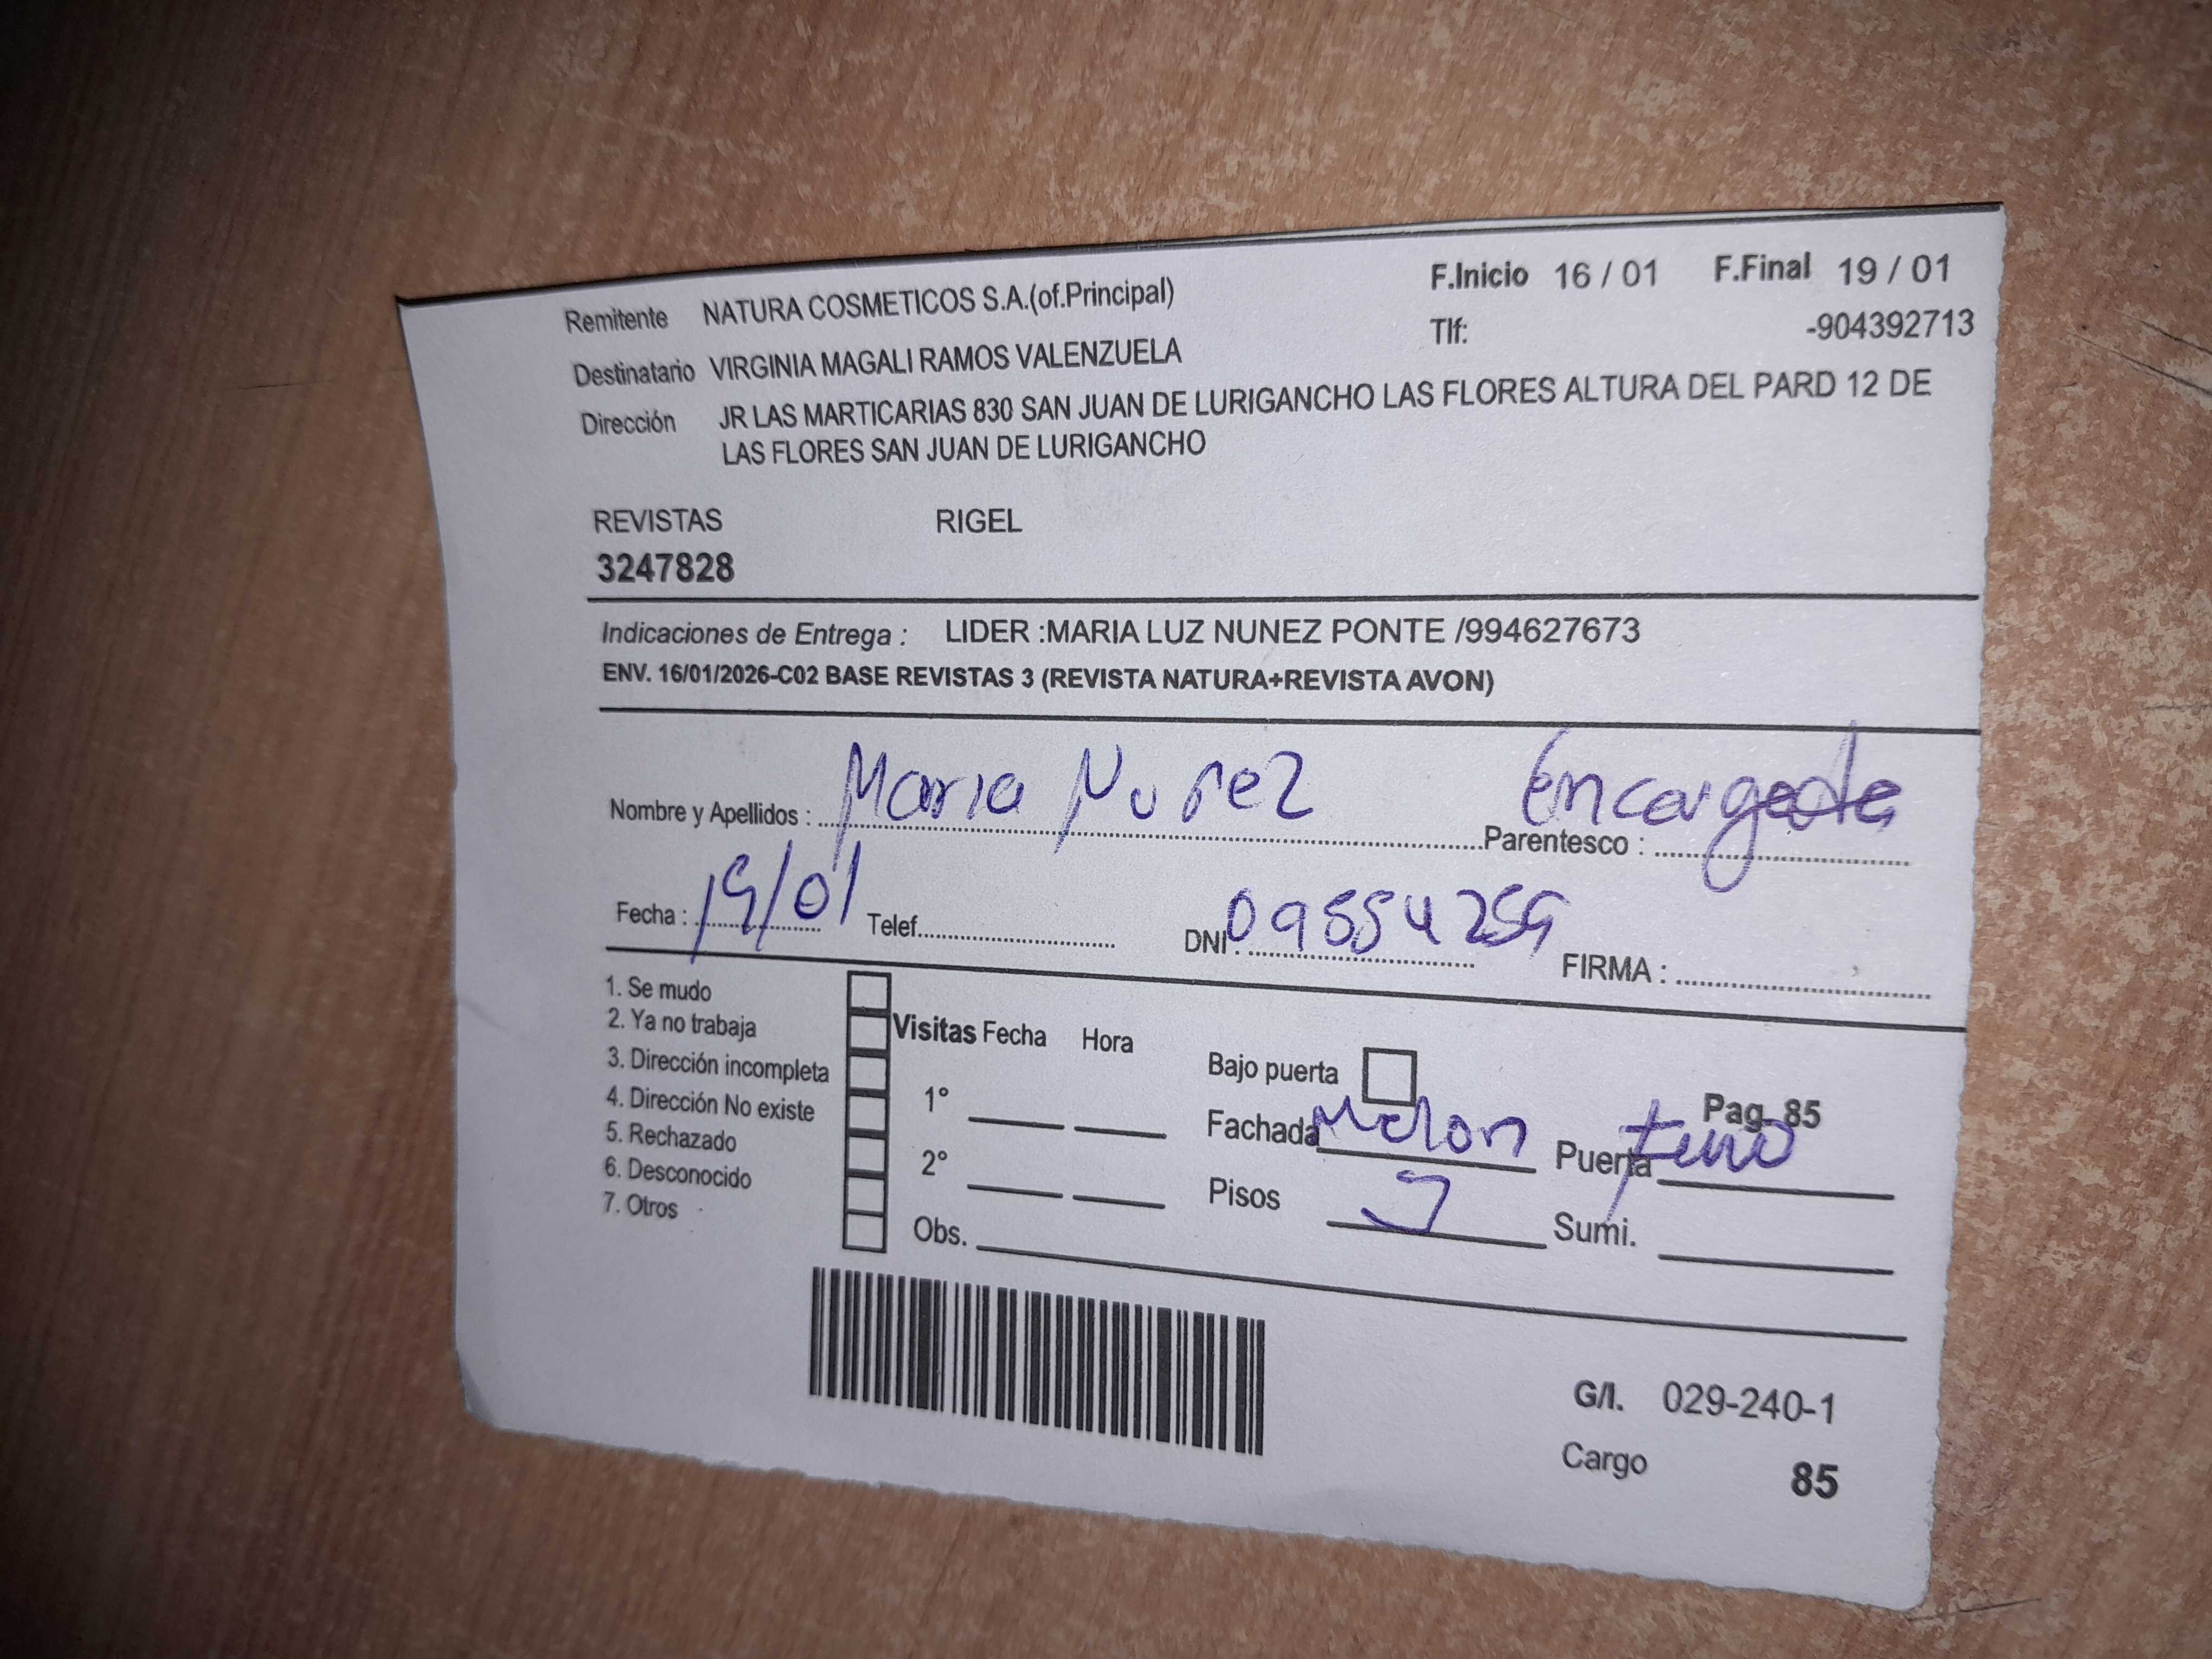 Remitente NATURA COSMETICOS S.A.(of.Principal) F.Inicio 16 / 01 F.Final 19 / 01
Tlf: -904392713
Destinatario VIRGINIA MAGALI RAMOS VALENZUELA
Dirección JR LAS MARTICARIAS 830 SAN JUAN DE LURIGANCHO LAS FLORES ALTURA DEL PARD 12 DE
LAS FLORES SAN JUAN DE LURIGANCHO
REVISTAS RIGEL
3247828
Indicaciones de Entrega : LIDER :MARIA LUZ NUNEZ PONTE /994627673
ENV. 16/01/2026-C02 BASE REVISTAS 3 (REVISTA NATURA+REVISTA AVON)
Nombre y Apellidos : Maria Nuñez Parentesco : Encargada
Fecha : 19/01 Telef. DNI: 09554259 FIRMA :
1. Se mudo
2. Ya no trabaja
3. Dirección incompleta
4. Dirección No existe
5. Rechazado
6. Desconocido
7. Otros
Visitas Fecha Hora
1°
2°
Obs.
Bajo puerta
Pag. 85
Fachada Melon Puerta
Pisos Sumi.
G/I. 029-240-1
Cargo 85